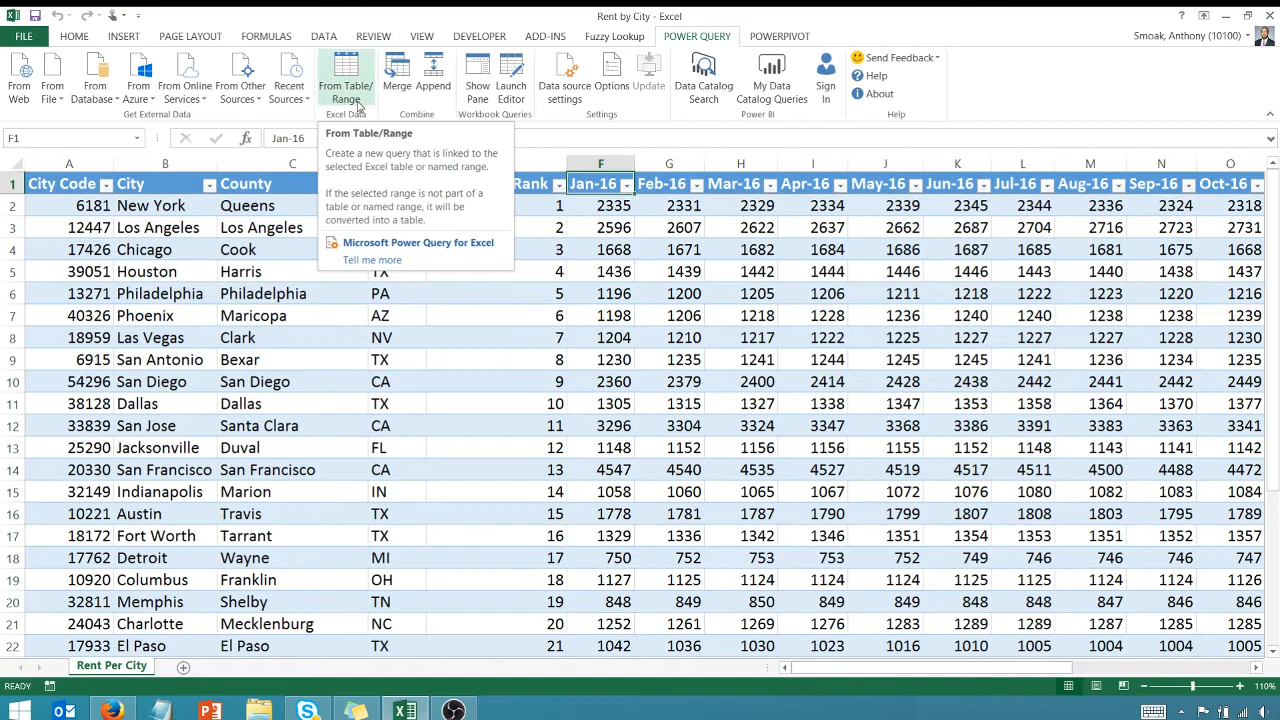 Rent by City - Excel
FILE HOME INSERT PAGE LAYOUT FORMULAS DATA REVIEW VIEW DEVELOPER ADD-INS Fuzzy Lookup POWER QUERY POWERPIVOT Smoak, Anthony (10100)
From Web
From File
From Database
From Azure
From Online Services
From Other Sources
Recent Sources
From Table/ Range
Merge
Append
Show Pane
Launch Editor
Data source settings
Options
Update
Data Catalog Search
My Data Catalog Queries
Sign In
Send Feedback
Help
About
Get External Data Excel Data Combine Workbook Queries Settings Power BI Help
F1 fx Jan-16
From Table/Range
Create a new query that is linked to the
selected Excel table or named range.
If the selected range is not part of a
table or named range, it will be
converted into a table.
Microsoft Power Query for Excel
Tell me more
A B C F G H I J K L M N O
1 City Code City County Rank Jan-16 Feb-16 Mar-16 Apr-16 May-16 Jun-16 Jul-16 Aug-16 Sep-16 Oct-16
2 6181 New York Queens 1 2335 2331 2329 2334 2339 2345 2344 2336 2324 2318
3 12447 Los Angeles Los Angeles 2 2596 2607 2622 2637 2662 2687 2704 2716 2721 2725
4 17426 Chicago Cook 3 1668 1671 1682 1684 1686 1687 1684 1681 1675 1668
5 39051 Houston Harris TX 4 1436 1439 1442 1444 1446 1446 1443 1440 1438 1437
6 13271 Philadelphia Philadelphia PA 5 1196 1200 1205 1206 1211 1218 1222 1223 1220 1216
7 40326 Phoenix Maricopa AZ 6 1198 1206 1218 1228 1236 1240 1240 1238 1238 1239
8 18959 Las Vegas Clark NV 7 1204 1210 1217 1222 1227 1228 1228 1227 1228 1230
9 6915 San Antonio Bexar TX 8 1230 1235 1241 1244 1245 1245 1241 1236 1234 1235
10 54296 San Diego San Diego CA 9 2360 2379 2400 2414 2428 2438 2442 2441 2442 2449
11 38128 Dallas Dallas TX 10 1305 1315 1327 1338 1347 1353 1358 1364 1370 1377
12 33839 San Jose Santa Clara CA 11 3296 3304 3324 3347 3368 3386 3391 3383 3363 3341
13 25290 Jacksonville Duval FL 12 1148 1152 1156 1156 1155 1152 1148 1143 1141 1142
14 20330 San Francisco San Francisco CA 13 4547 4540 4535 4527 4519 4517 4511 4500 4488 4472
15 32149 Indianapolis Marion IN 14 1058 1060 1065 1067 1072 1076 1080 1082 1083 1084
16 10221 Austin Travis TX 15 1778 1781 1787 1790 1799 1807 1808 1803 1795 1789
17 18172 Fort Worth Tarrant TX 16 1329 1336 1344 1349 1351 1353 1351 1352 1352 1357
18 17762 Detroit Wayne MI 17 750 752 753 753 752 749 746 746 746 747
19 10920 Columbus Franklin OH 18 1127 1125 1124 1124 1124 1125 1125 1124 1124 1126
20 32811 Memphis Shelby TN 19 848 849 850 849 848 847 846 847 846 846
21 24043 Charlotte Mecklenburg NC 20 1252 1261 1269 1276 1283 1289 1289 1287 1285 1285
22 17933 El Paso TX 21 1042 1036 1030 1023 1016 1010 1005 1004 1004 1005
Rent Per City
READY 110%